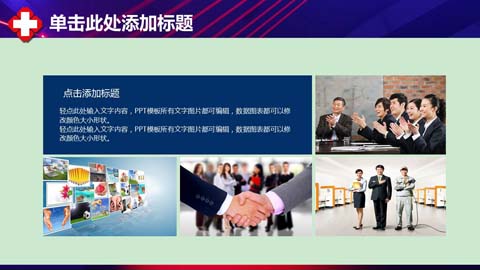 单击此处添加标题
点击添加标题
轻点此处输入文字内容，PPT模板所有文字图片都可编辑，数据图表都可以修
改颜色大小形状。
轻点此处输入文字内容，PPT模板所有文字图片都可编辑，数据图表都可以修
改颜色大小形状。